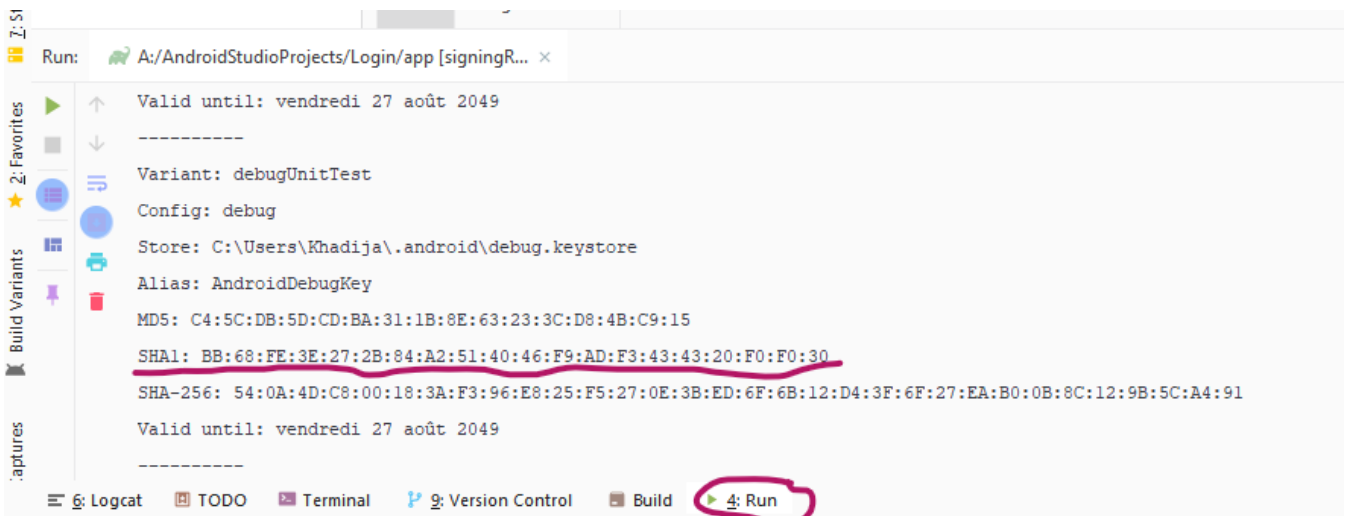 Run: A:/AndroidStudioProjects/Login/app [signingR...
Valid until: vendredi 27 août 2049
----------
Variant: debugUnitTest
Config: debug
Store: C:\Users\Khadija\.android\debug.keystore
Alias: AndroidDebugKey
MD5: C4:5C:DB:5D:CD:BA:31:1B:8E:63:23:3C:D8:4B:C9:15
SHA1: BB:68:FE:3E:27:2B:84:A2:51:40:46:F9:AD:F3:43:43:20:F0:F0:30
SHA-256: 54:0A:4D:C8:00:18:3A:F3:96:E8:25:F5:27:0E:3B:ED:6F:6B:12:D4:3F:6F:27:EA:B0:0B:8C:12:9B:5C:A4:91
Valid until: vendredi 27 août 2049
----------
2: Favorites
Build Variants
6: Logcat TODO Terminal 9: Version Control Build 4: Run